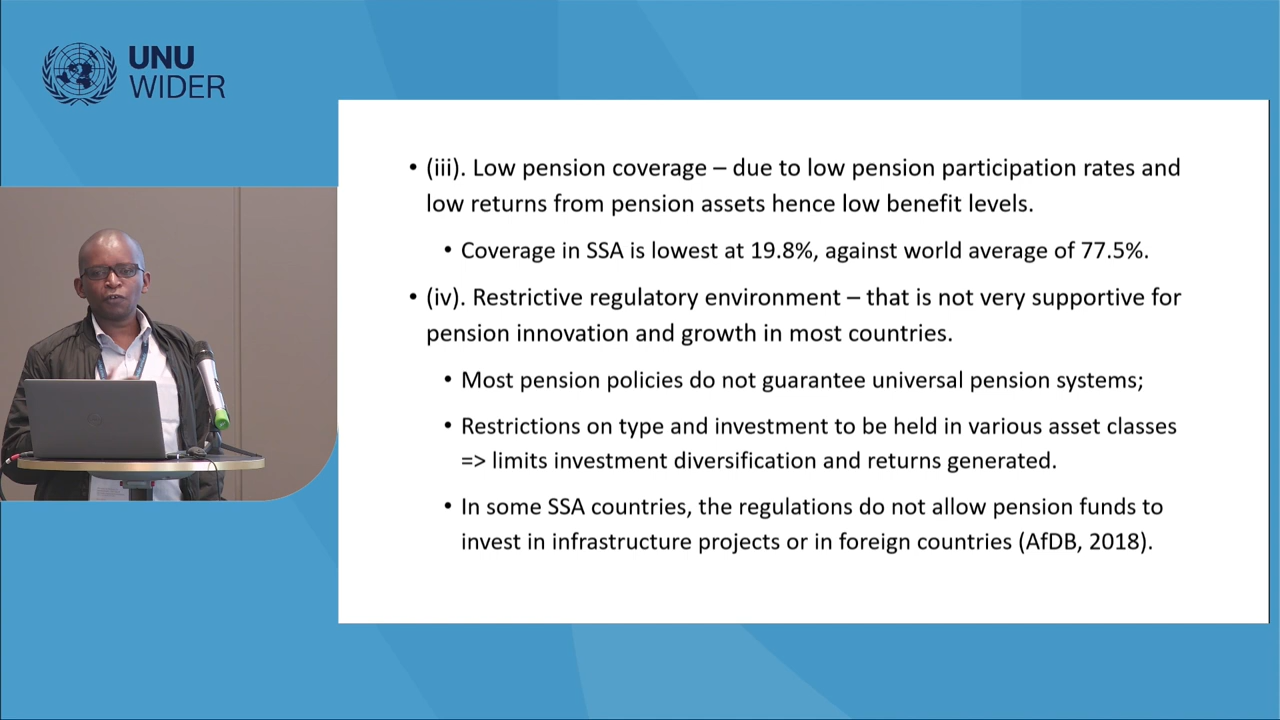 UNU
WIDER
• (iii). Low pension coverage – due to low pension participation rates and
low returns from pension assets hence low benefit levels.
• Coverage in SSA is lowest at 19.8%, against world average of 77.5%.
• (iv). Restrictive regulatory environment – that is not very supportive for
pension innovation and growth in most countries.
• Most pension policies do not guarantee universal pension systems;
• Restrictions on type and investment to be held in various asset classes
=> limits investment diversification and returns generated.
• In some SSA countries, the regulations do not allow pension funds to
invest in infrastructure projects or in foreign countries (AfDB, 2018).